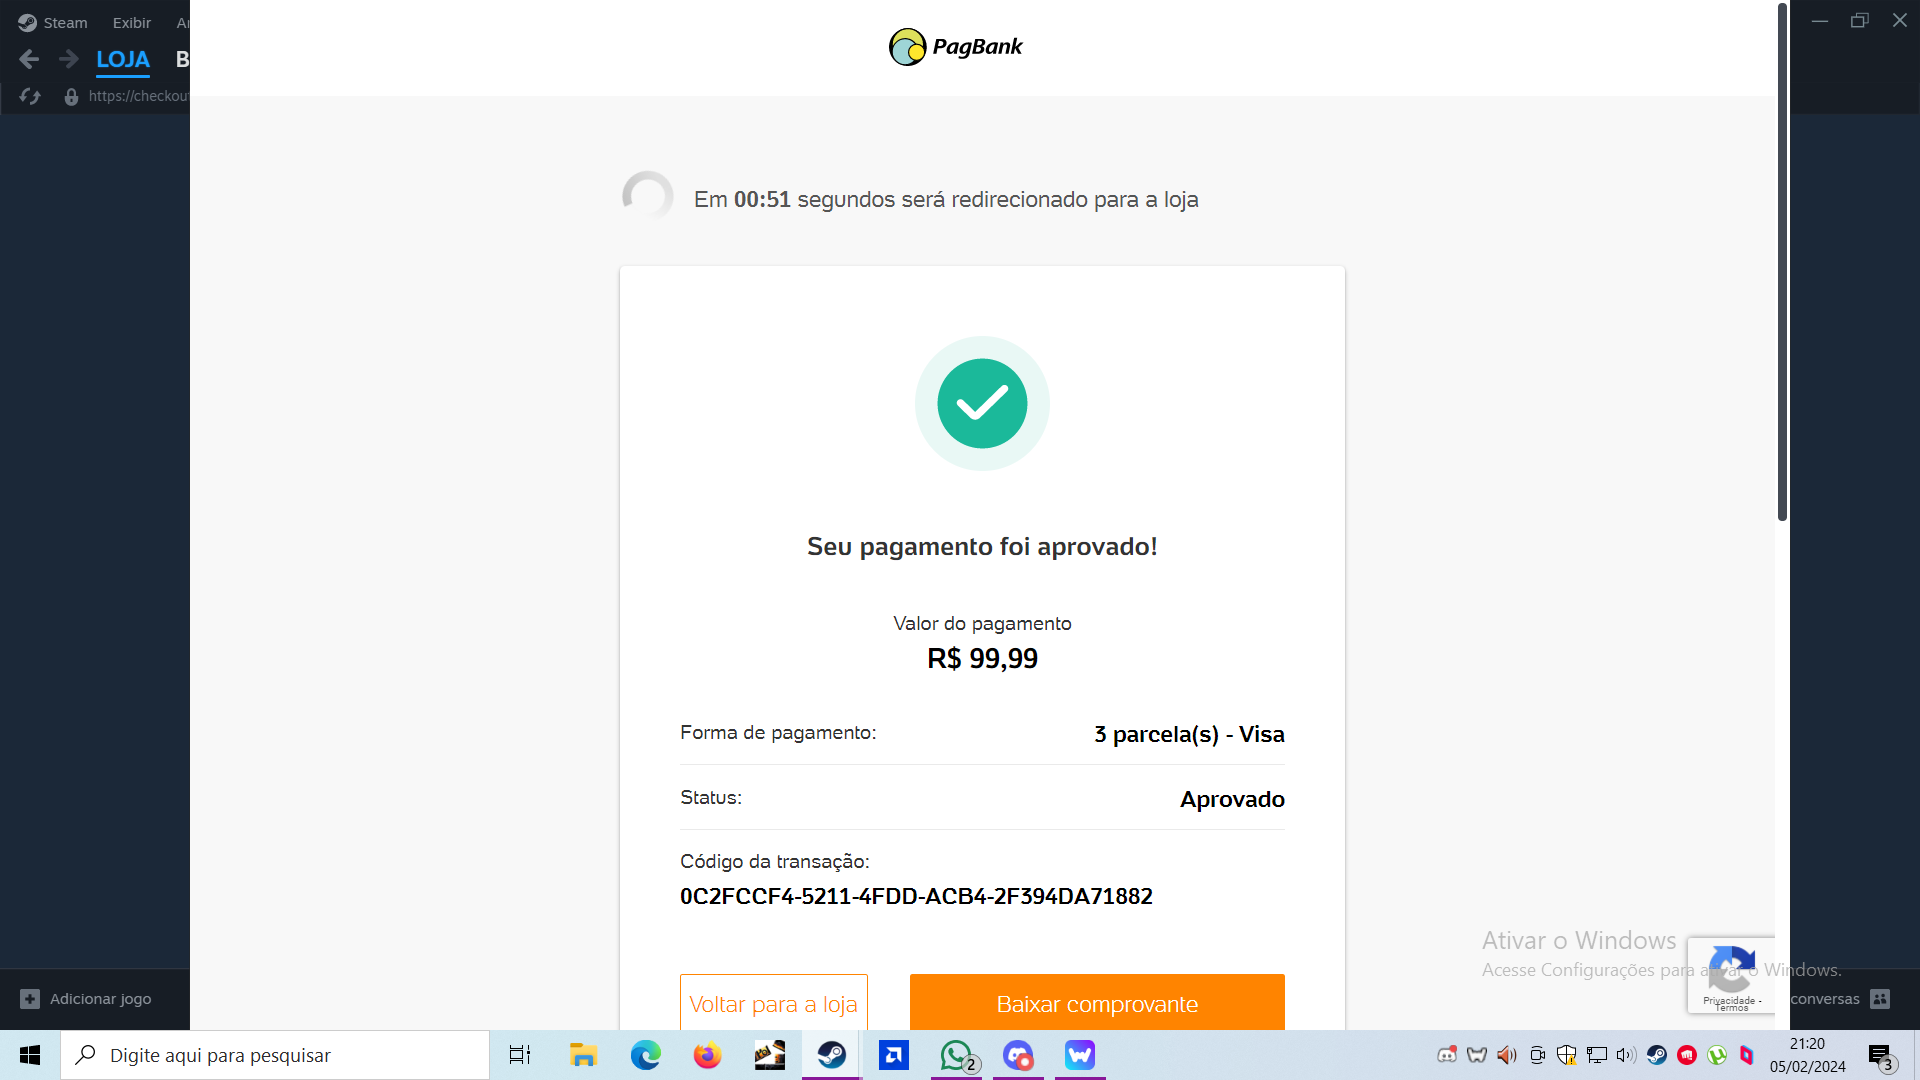 Steam
Exibir
LOJA
https://checkout
PagBank
Em 00:51 segundos será redirecionado para a loja
Seu pagamento foi aprovado!
Valor do pagamento
R$ 99,99
Forma de pagamento:
3 parcela(s) - Visa
Status:
Aprovado
Código da transação:
0C2FCCF4-5211-4FDD-ACB4-2F394DA71882
Voltar para a loja
Baixar comprovante
Ativar o Windows
Acesse Configurações para ativar o Windows.
Privacidade -
Termos
Adicionar jogo
conversas
Digite aqui para pesquisar
2
21:20
05/02/2024
3